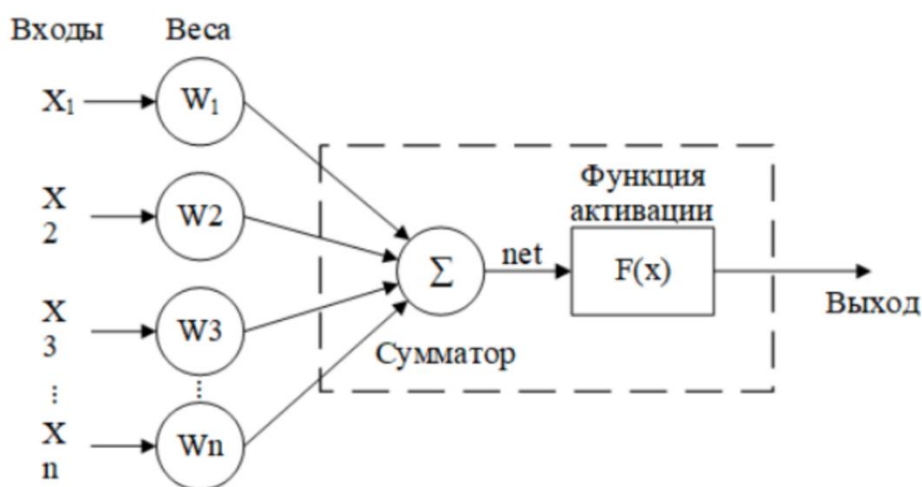 Входы
Веса
X₁
W₁
X
2
W2
X
3
W3
⋮
⋮
X
n
Wn
Σ
Сумматор
net
Функция
активации
F(x)
Выход